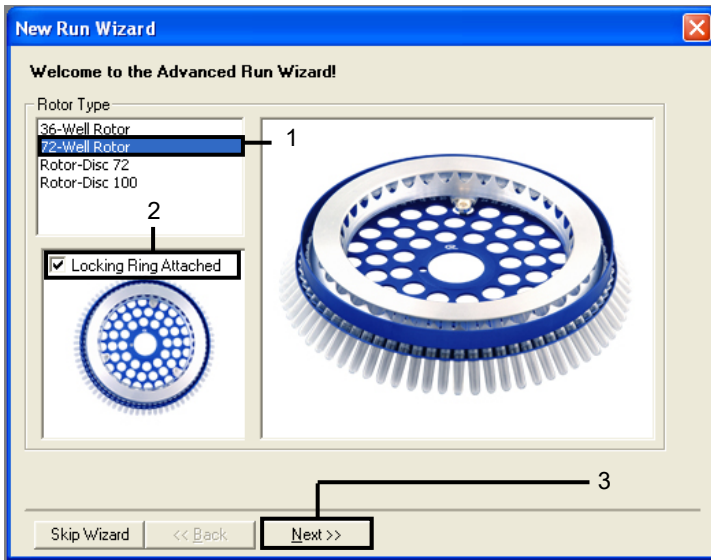 New Run Wizard
Welcome to the Advanced Run Wizard!
Rotor Type
36-Well Rotor
72-Well Rotor
Rotor-Disc 72
Rotor-Disc 100
1
2
Locking Ring Attached
3
Skip Wizard
<< Back
Next >>